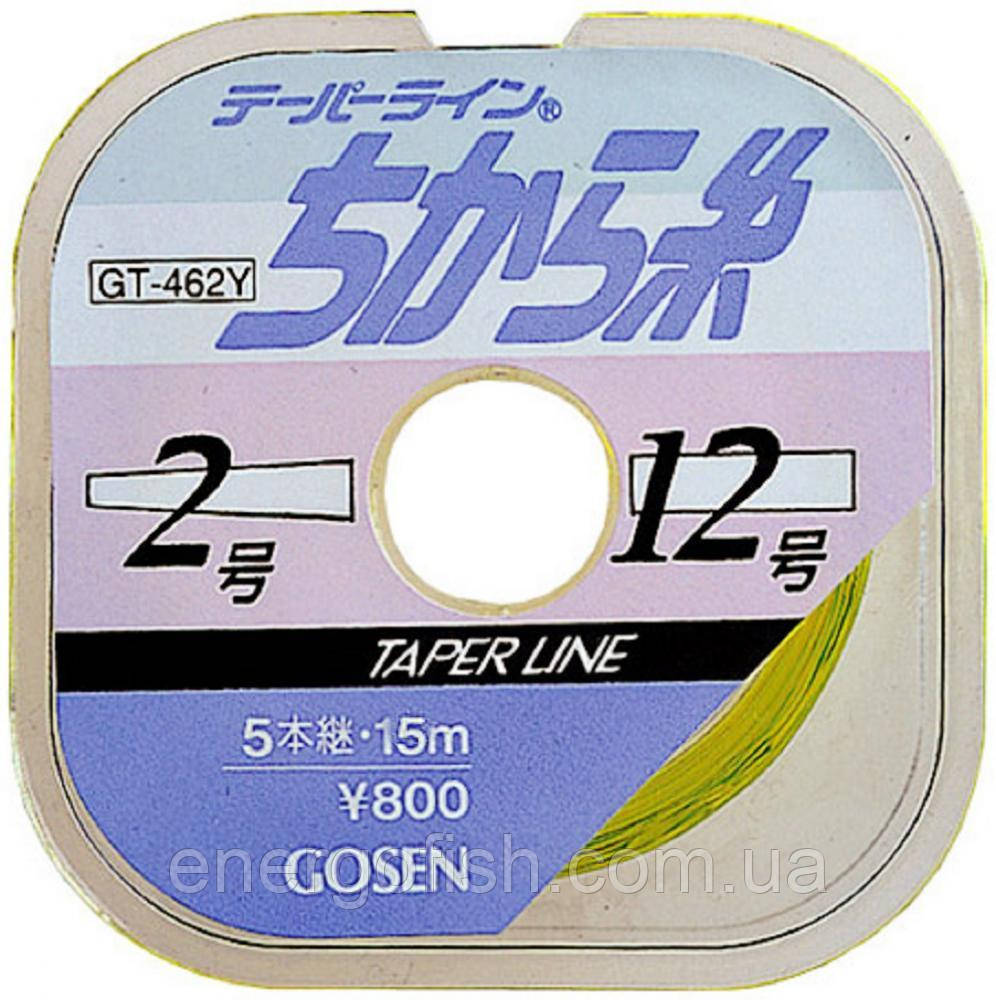 テーパーライン®
ちから糸
GT-462Y
2号
12号
TAPER LINE
5本継・15m
¥800
GOSEN
energofish.com.ua